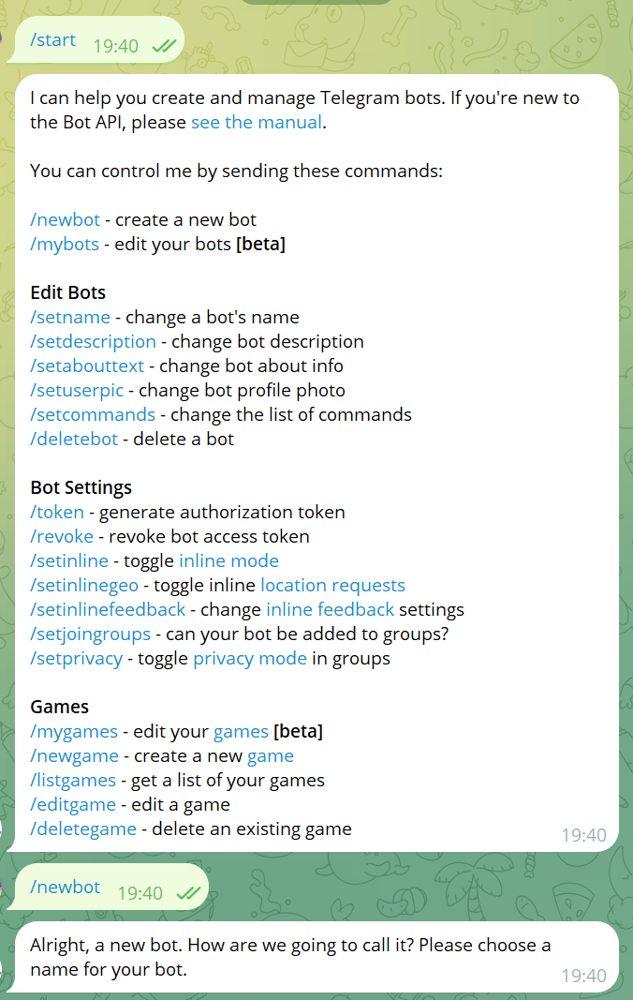 /start 19:40
I can help you create and manage Telegram bots. If you're new to
the Bot API, please see the manual.
You can control me by sending these commands:
/newbot - create a new bot
/mybots - edit your bots [beta]
Edit Bots
/setname - change a bot's name
/setdescription - change bot description
/setabouttext - change bot about info
/setuserpic - change bot profile photo
/setcommands - change the list of commands
/deletebot - delete a bot
Bot Settings
/token - generate authorization token
/revoke - revoke bot access token
/setinline - toggle inline mode
/setinlinegeo - toggle inline location requests
/setinlinefeedback - change inline feedback settings
/setjoingroups - can your bot be added to groups?
/setprivacy - toggle privacy mode in groups
Games
/mygames - edit your games [beta]
/newgame - create a new game
/listgames - get a list of your games
/editgame - edit a game
/deletegame - delete an existing game
19:40
/newbot 19:40
Alright, a new bot. How are we going to call it? Please choose a
name for your bot.
19:40